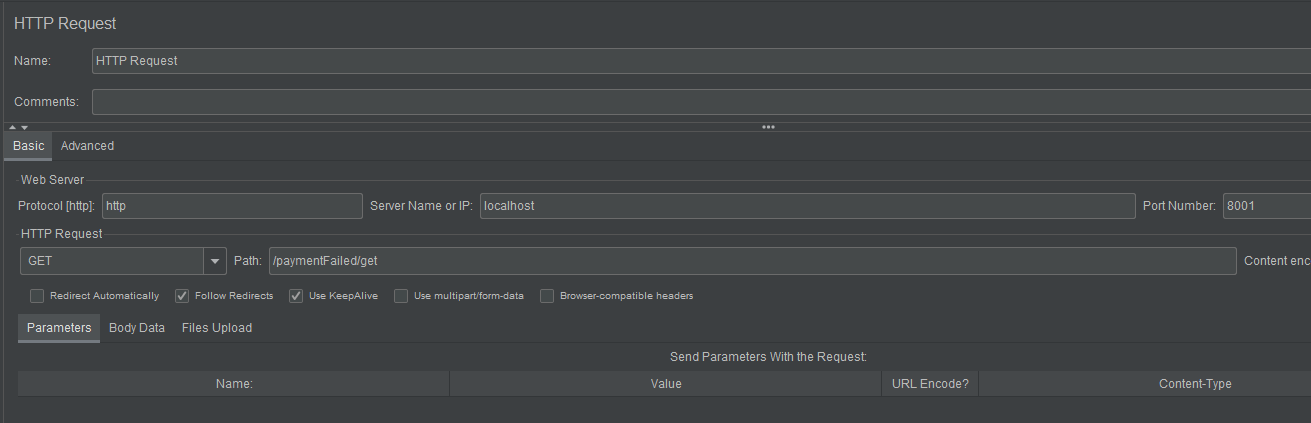 HTTP Request
Name: HTTP Request
Comments:
Basic Advanced
Web Server
Protocol [http]: http Server Name or IP: localhost Port Number: 8001
HTTP Request
GET Path: /paymentFailed/get Content enc
Redirect Automatically Follow Redirects Use KeepAlive Use multipart/form-data Browser-compatible headers
Parameters Body Data Files Upload
Send Parameters With the Request:
Name: Value URL Encode? Content-Type